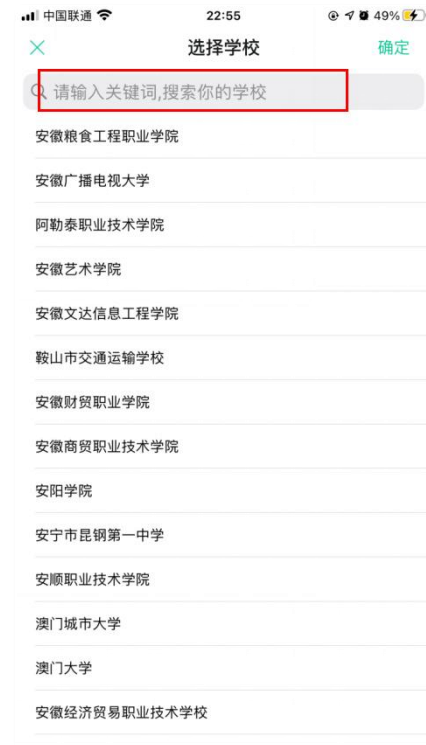 中国联通 22:55 49%
选择学校 确定
请输入关键词,搜索你的学校
安徽粮食工程职业学院
安徽广播电视大学
阿勒泰职业技术学院
安徽艺术学院
安徽文达信息工程学院
鞍山市交通运输学校
安徽财贸职业学院
安徽商贸职业技术学院
安阳学院
安宁市昆钢第一中学
安顺职业技术学院
澳门城市大学
澳门大学
安徽经济贸易职业技术学校